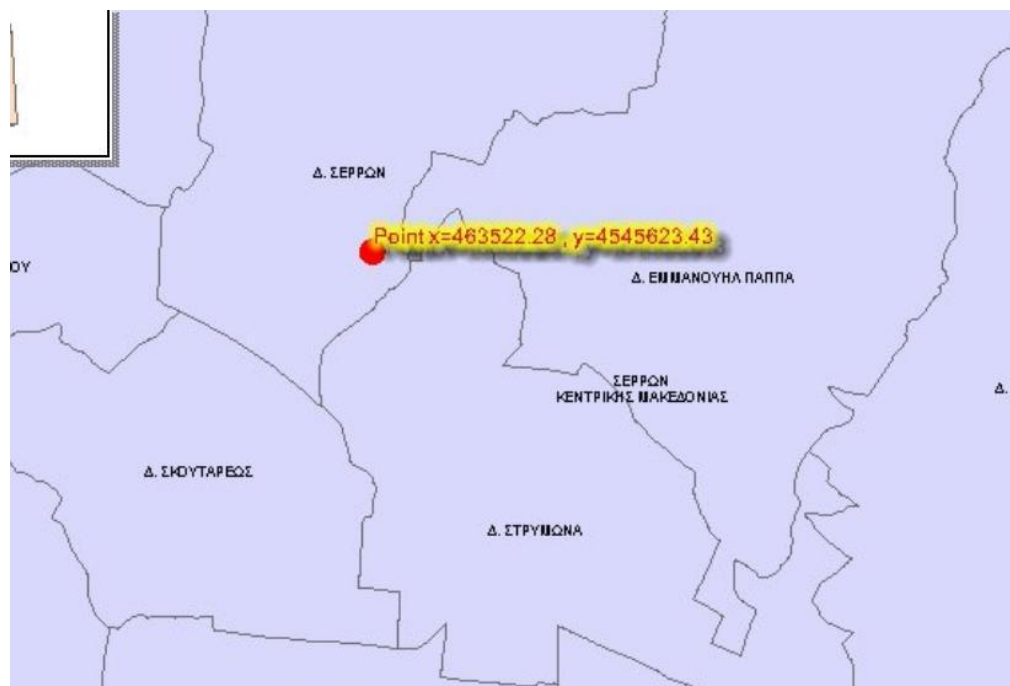 Δ. ΣΕΡΡΩΝ
Point x=463522.28 , y=4545623.43
ΟΥ
Δ. ΕΜΜΑΝΟΥΗΛ ΠΑΠΠΑ
ΣΕΡΡΩΝ
ΚΕΝΤΡΙΚΗΣ ΜΑΚΕΔΟΝΙΑΣ
Δ.
Δ. ΣΚΟΥΤΑΡΕΩΣ
Δ. ΣΤΡΥΜΩΝΑ